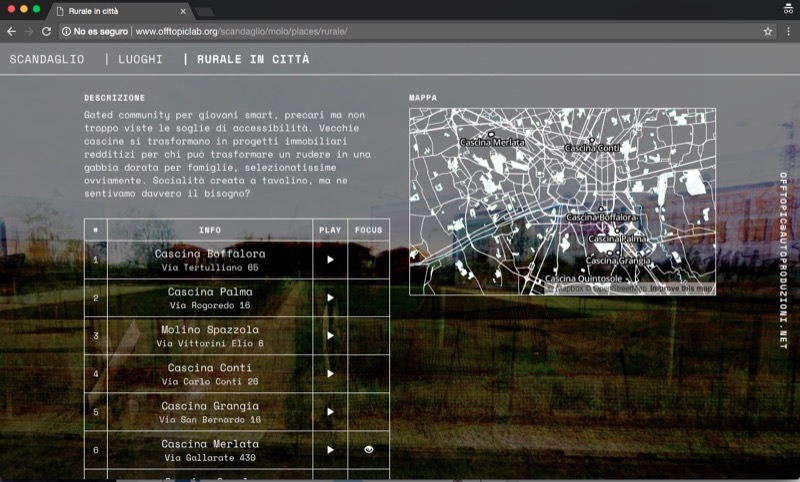 Rurale in città
No es seguro | www.offtopiclab.org/scandaglio/molo/places/rurale/
SCANDAGLIO | LUOGHI | RURALE IN CITTÀ
DESCRIZIONE
Gated community per giovani smart, precari ma non
troppo viste le soglie di accessibilità. Vecchie
cascine si trasformano in progetti immobiliari
redditizi per chi può trasformare un rudere in una
gabbia dorata per famiglie, selezionatissime
ovviamente. Socialità creata a tavolino, ma ne
sentivamo davvero il bisogno?
# INFO PLAY FOCUS
1 Cascina Boffalora
Via Tertulliano 65
2 Cascina Palma
Via Rogoredo 16
3 Molino Spazzola
Via Vittorini Elio 6
4 Cascina Conti
Via Carlo Conti 26
5 Cascina Grangia
Via San Bernardo 16
6 Cascina Merlata
Via Gallarate 430
MAPPA
Cascina Merlata
Cascina Conti
Cascina Boffalora
Cascina Palma
Cascina Grangia
Cascina Quintosole
Mapbox © OpenStreetMap Improve this map
OFFTOPIC@AUTOPRODUZIONI.NET